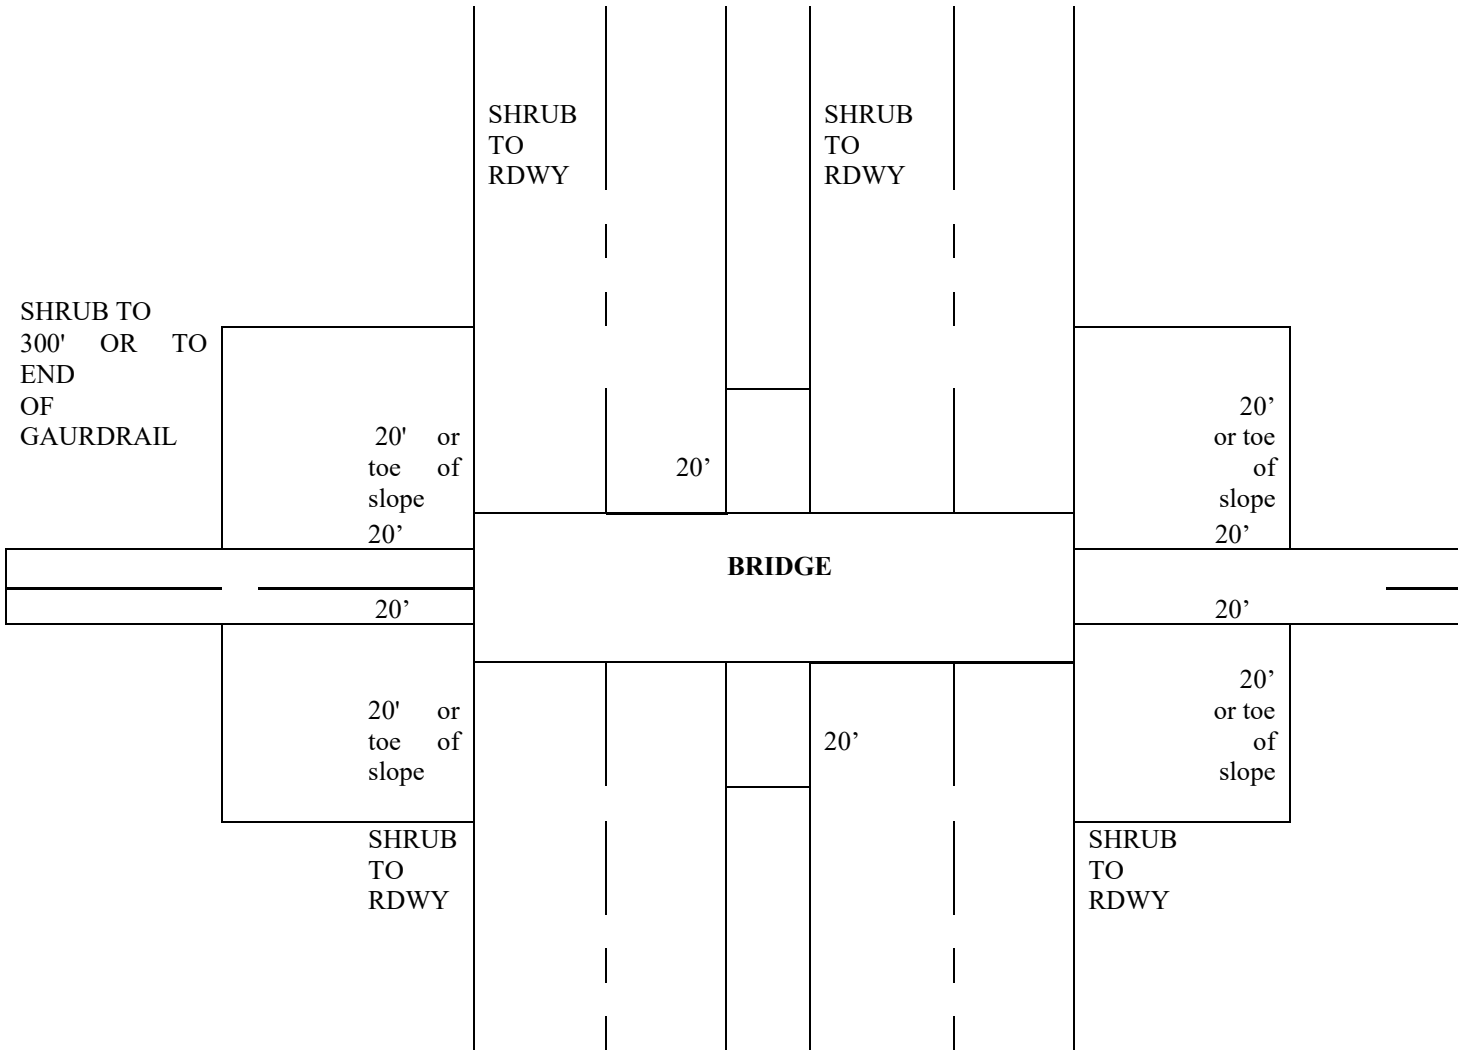 SHRUB
TO
RDWY
SHRUB
TO
RDWY
SHRUB TO
300' OR TO
END
OF
GAURDRAIL
20' or
toe of
slope
20’
20’
20’
or toe
of
slope
20’
BRIDGE
20’
20’
20' or
toe of
slope
20’
20’
or toe
of
slope
SHRUB
TO
RDWY
SHRUB
TO
RDWY